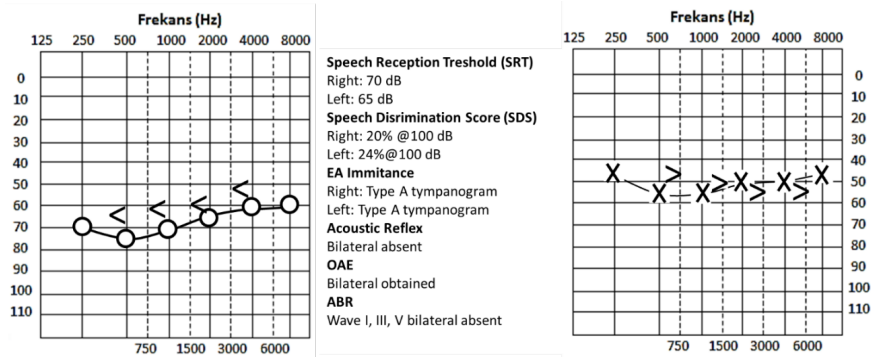 Frekans (Hz)
125 250 500 1000 2000 4000 8000
0
10
20
30
40
50
60
70
80
90
100
110
750 1500 3000 6000
Speech Reception Treshold (SRT)
Right: 70 dB
Left: 65 dB
Speech Disrimination Score (SDS)
Right: 20% @100 dB
Left: 24%@100 dB
EA Immitance
Right: Type A tympanogram
Left: Type A tympanogram
Acoustic Reflex
Bilateral absent
OAE
Bilateral obtained
ABR
Wave I, III, V bilateral absent
Frekans (Hz)
125 250 500 1000 2000 4000 8000
0
10
20
30
40
50
60
70
80
90
100
110
750 1500 3000 6000